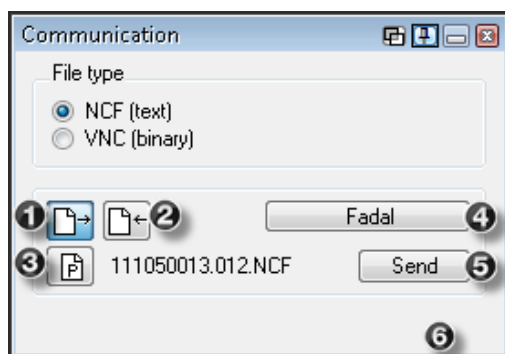 Communication
File type
NCF (text)
VNC (binary)
1 2 Fadal 4
3 P 111050013.012.NCF Send 5
6